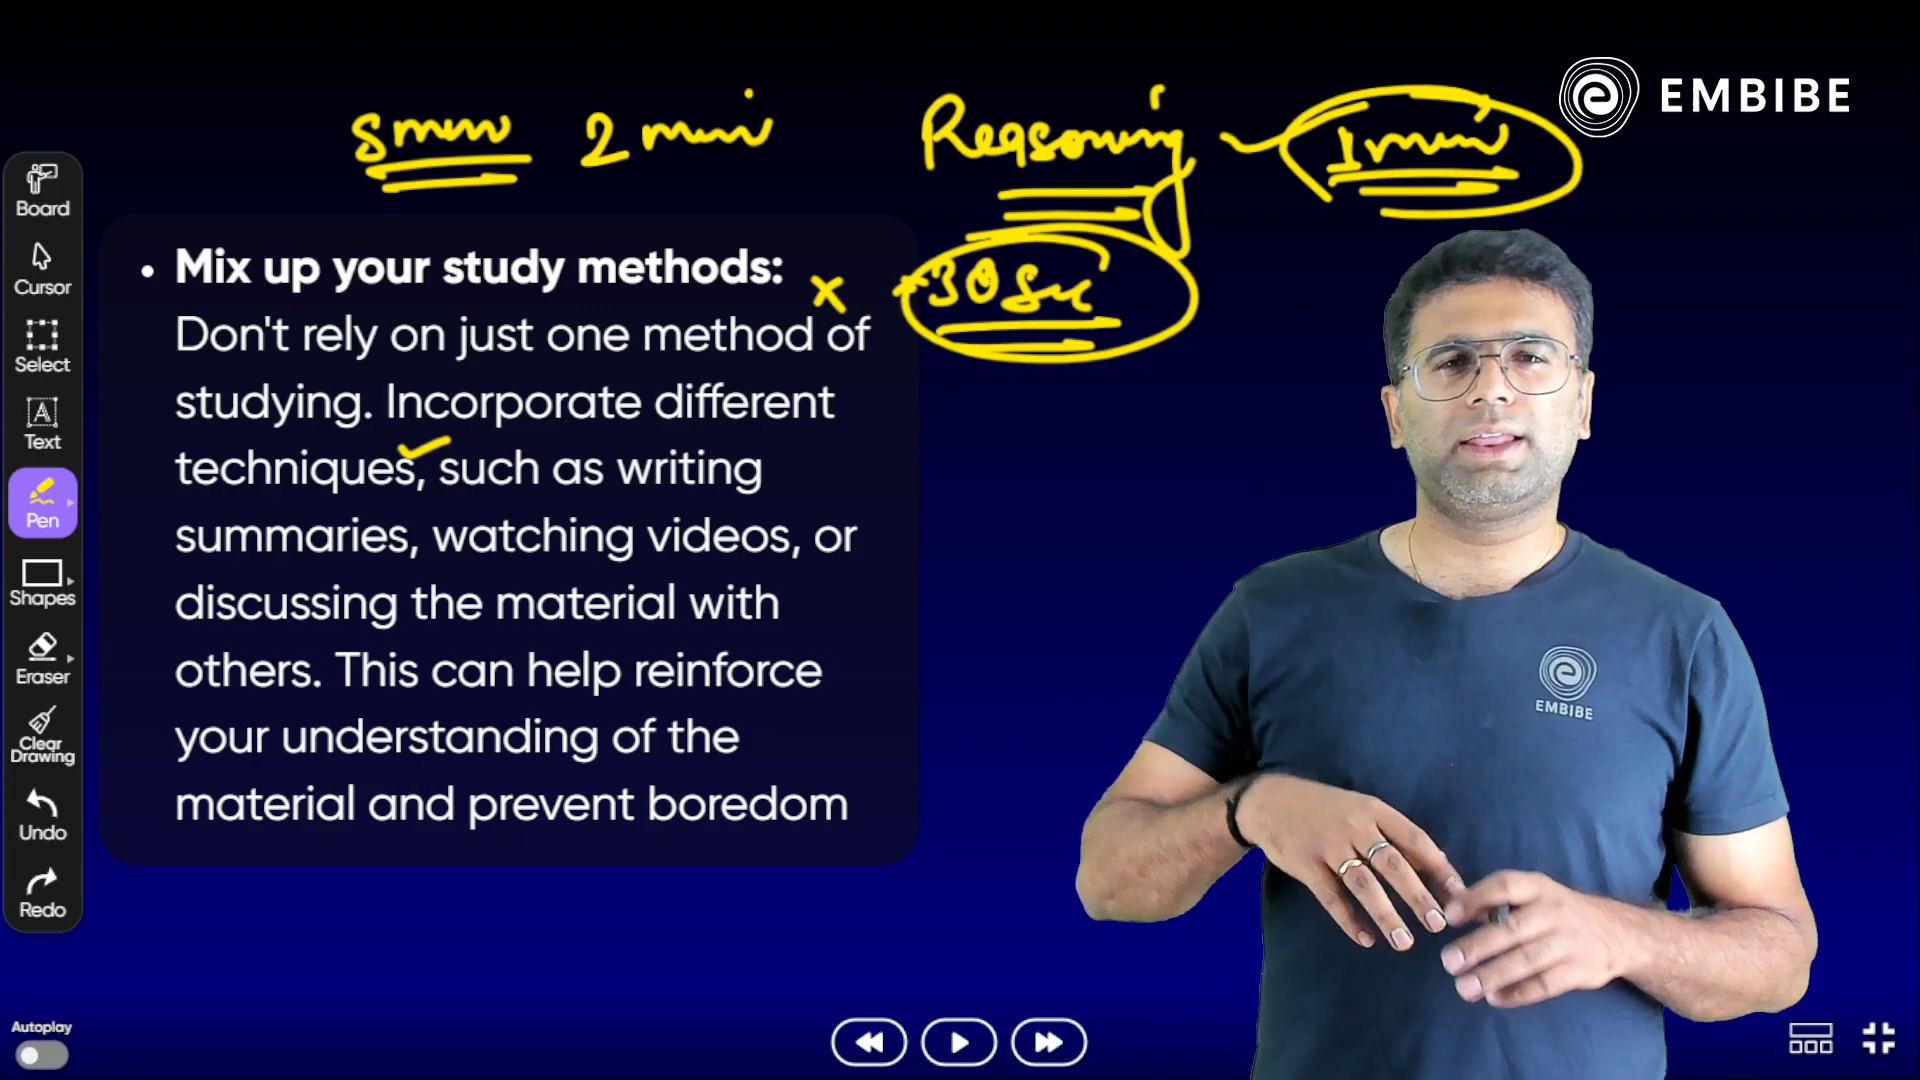 EMBIBE
5 min 2 min Reasoning 1 min
30 Sec
Board
Cursor
Select
Text
Pen
Shapes
Eraser
Clear
Drawing
Undo
Redo
Autoplay
• Mix up your study methods: x
Don't rely on just one method of
studying. Incorporate different
techniques, such as writing
summaries, watching videos, or
discussing the material with
others. This can help reinforce
your understanding of the
material and prevent boredom
EMBIBE